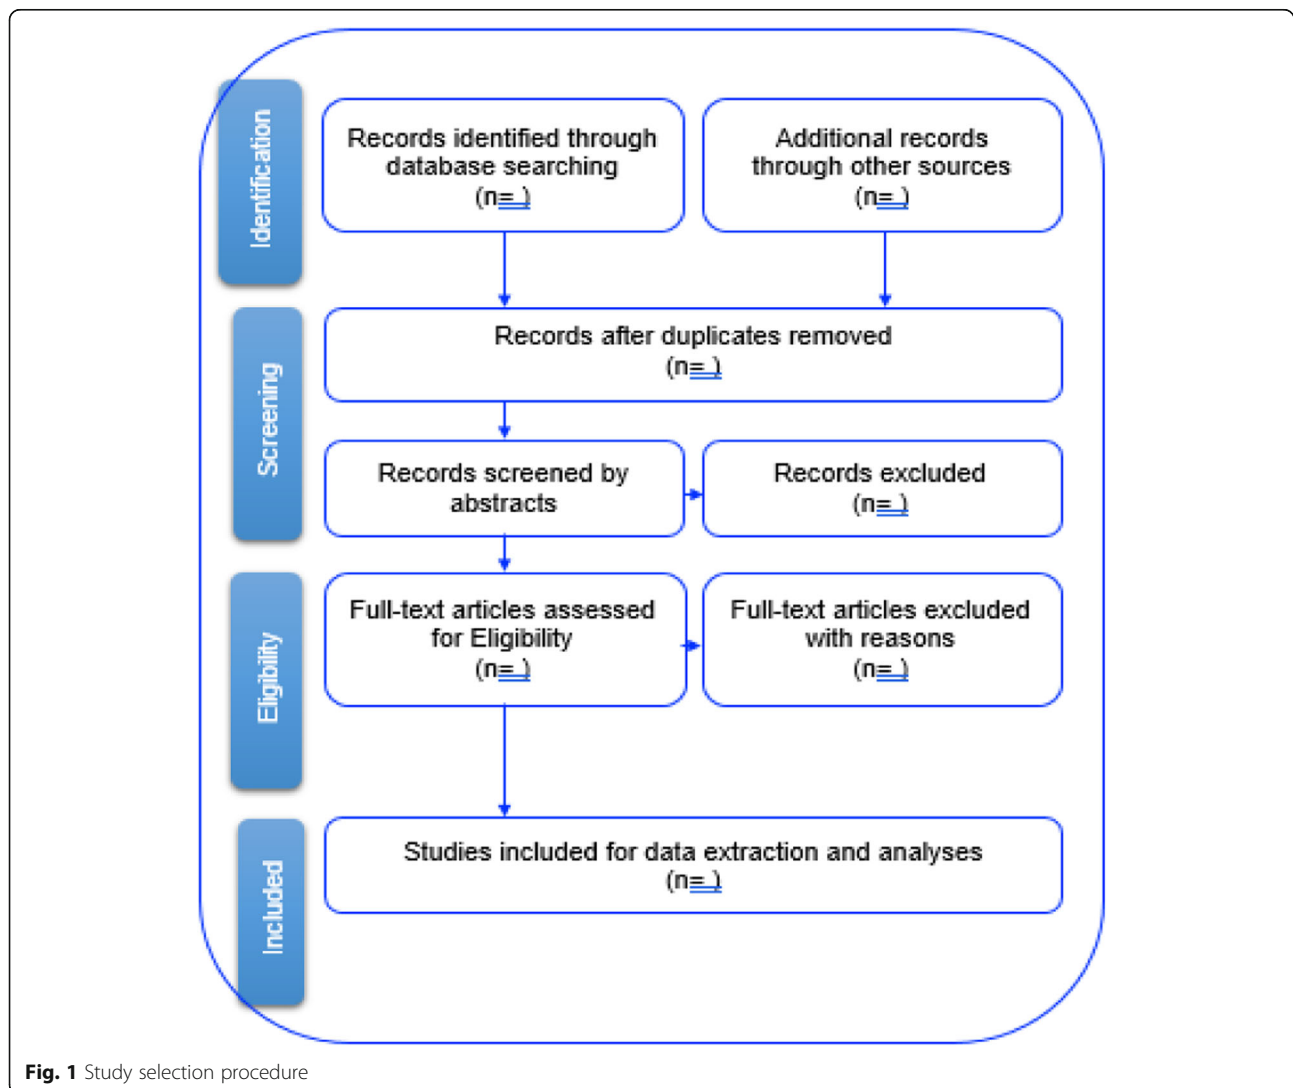 Identification
Records identified through
database searching
(n= )
Additional records
through other sources
(n= )
Screening
Records after duplicates removed
(n= )
Records screened by
abstracts
Records excluded
(n= )
Eligibility
Full-text articles assessed
for Eligibility
(n= )
Full-text articles excluded
with reasons
(n= )
Included
Studies included for data extraction and analyses
(n= )
Fig. 1 Study selection procedure